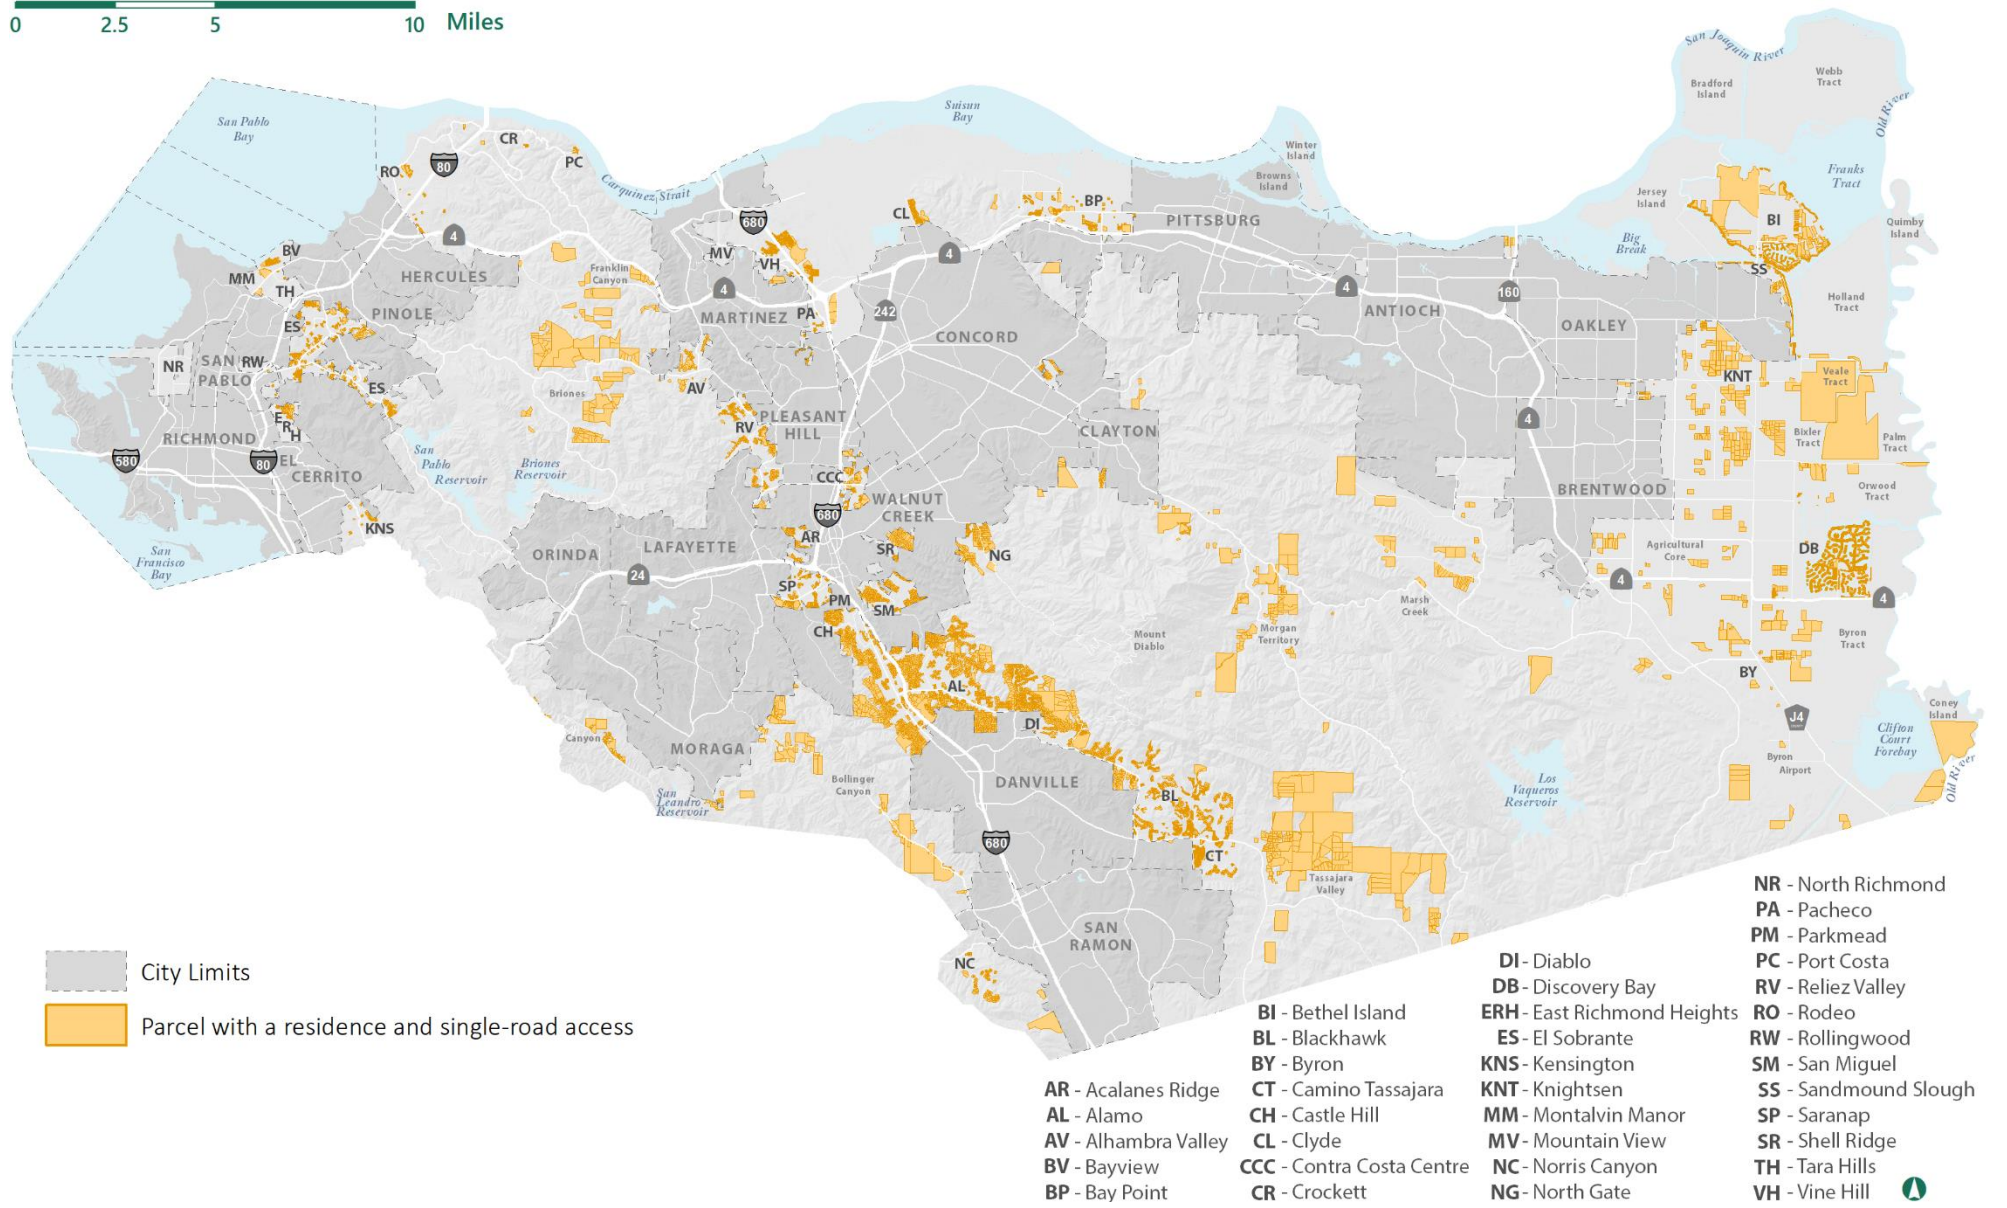 0 2.5 5 10 Miles
San Joaquin River
Webb
Tract
Bradford
Island
Old River
San Pablo
Bay
Suisun
Bay
CR
PC
RO
80
Carquinez Strait
Winter
Island
Browns
Island
Franks
Tract
Jersey
Island
BI
Quimby
Island
CL
BP
PITTSBURG
680
4
Big
Break
SS
BV
MM
TH
HERCULES
Franklin
Canyon
MV
VH
4
4
4
160
Holland
Tract
ES
PINOLE
MARTINEZ
PA
242
CONCORD
ANTIOCH
OAKLEY
NR
SAN
PABLO
RW
ES
Briones
AV
KNT
Veale
Tract
E
R
H
RICHMOND
RV
PLEASANT
HILL
CLAYTON
4
Bixler
Tract
Palm
Tract
580
80
EL
CERRITO
San
Pablo
Reservoir
Briones
Reservoir
CCC
680
WALNUT
CREEK
BRENTWOOD
Orwood
Tract
KNS
San
Francisco
Bay
ORINDA
LAFAYETTE
AR
SR
NG
Agricultural
Core
DB
24
SP
PM
SM
4
4
CH
Mount
Diablo
Morgan
Territory
Marsh
Creek
Byron
Tract
AL
BY
DI
Coney
Island
J4
Clifton
Court
Forebay
Canyon
MORAGA
Bollinger
Canyon
DANVILLE
BL
Byron
Airport
Los
Vaqueros
Reservoir
Old River
San
Leandro
Reservoir
680
CT
Tassajara
Valley
SAN
RAMON
NC
City Limits
Parcel with a residence and single-road access
AR - Acalanes Ridge
AL - Alamo
AV - Alhambra Valley
BV - Bayview
BP - Bay Point
BI - Bethel Island
BL - Blackhawk
BY - Byron
CT - Camino Tassajara
CH - Castle Hill
CL - Clyde
CCC - Contra Costa Centre
CR - Crockett
DI - Diablo
DB - Discovery Bay
ERH - East Richmond Heights
ES - El Sobrante
KNS - Kensington
KNT - Knightsen
MM - Montalvin Manor
MV - Mountain View
NC - Norris Canyon
NG - North Gate
NR - North Richmond
PA - Pacheco
PM - Parkmead
PC - Port Costa
RV - Reliez Valley
RO - Rodeo
RW - Rollingwood
SM - San Miguel
SS - Sandmound Slough
SP - Saranap
SR - Shell Ridge
TH - Tara Hills
VH - Vine Hill